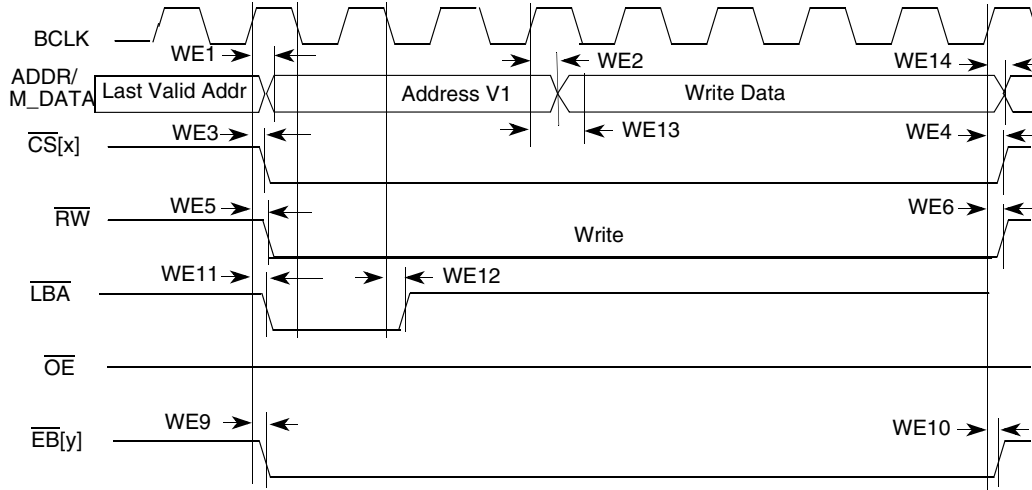 BCLK
WE1
WE2
WE14
ADDR/
M_DATA
Last Valid Addr
Address V1
Write Data
WE3
WE13
WE4
CS[x]
WE5
WE6
RW
Write
WE11
WE12
LBA
OE
WE9
WE10
EB[y]